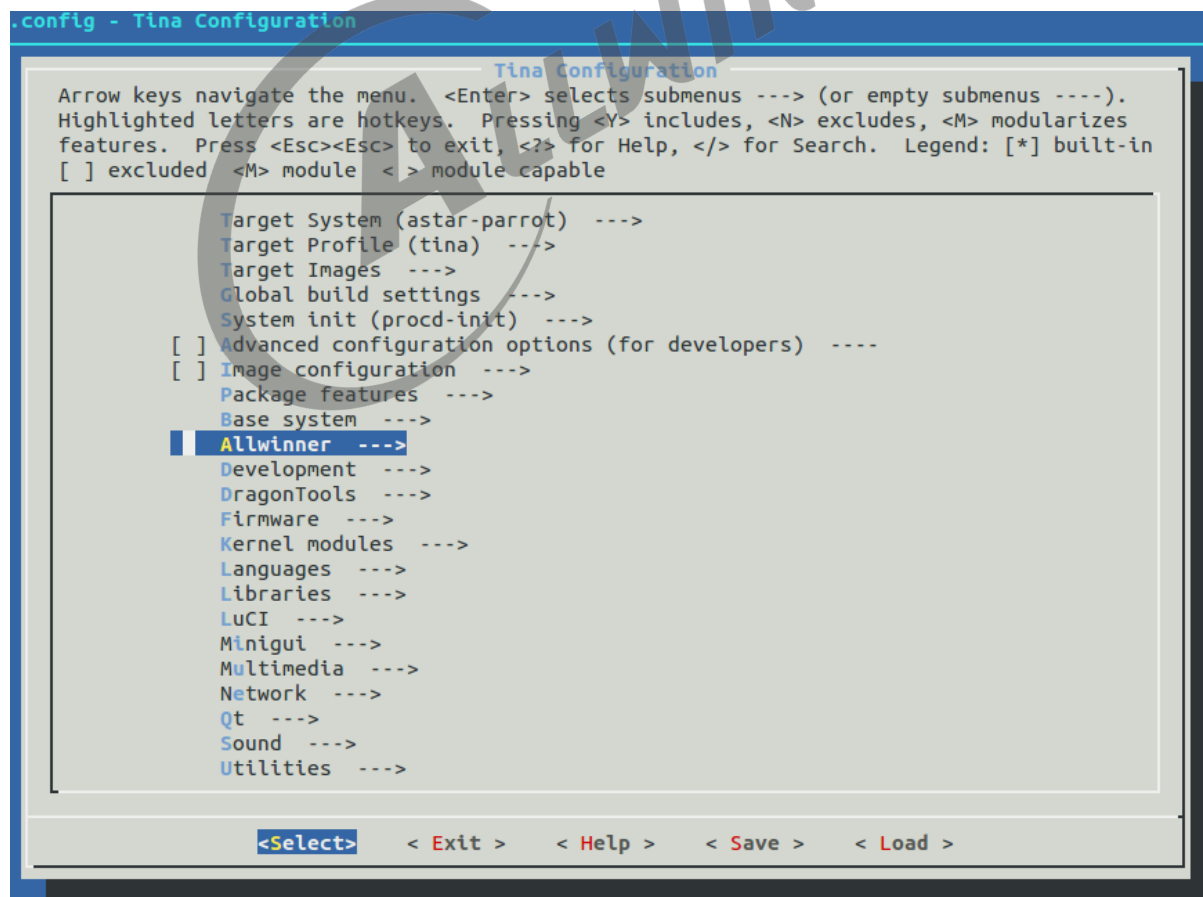 .config - Tina Configuration
Tina Configuration
Arrow keys navigate the menu.  <Enter> selects submenus ---> (or empty submenus ----).
Highlighted letters are hotkeys.  Pressing <Y> includes, <N> excludes, <M> modularizes
features.  Press <Esc><Esc> to exit, <?> for Help, </> for Search.  Legend: [*] built-in
[ ] excluded  <M> module  < > module capable
Target System (astar-parrot)  --->
Target Profile (tina)  --->
Target Images  --->
Global build settings  --->
System init (procd-init)  --->
[ ] Advanced configuration options (for developers)  ----
[ ] Image configuration  --->
Package features  --->
Base system  --->
Allwinner  --->
Development  --->
DragonTools  --->
Firmware  --->
Kernel modules  --->
Languages  --->
Libraries  --->
LuCI  --->
Minigui  --->
Multimedia  --->
Network  --->
Qt  --->
Sound  --->
Utilities  --->
<Select>    < Exit >    < Help >    < Save >    < Load >